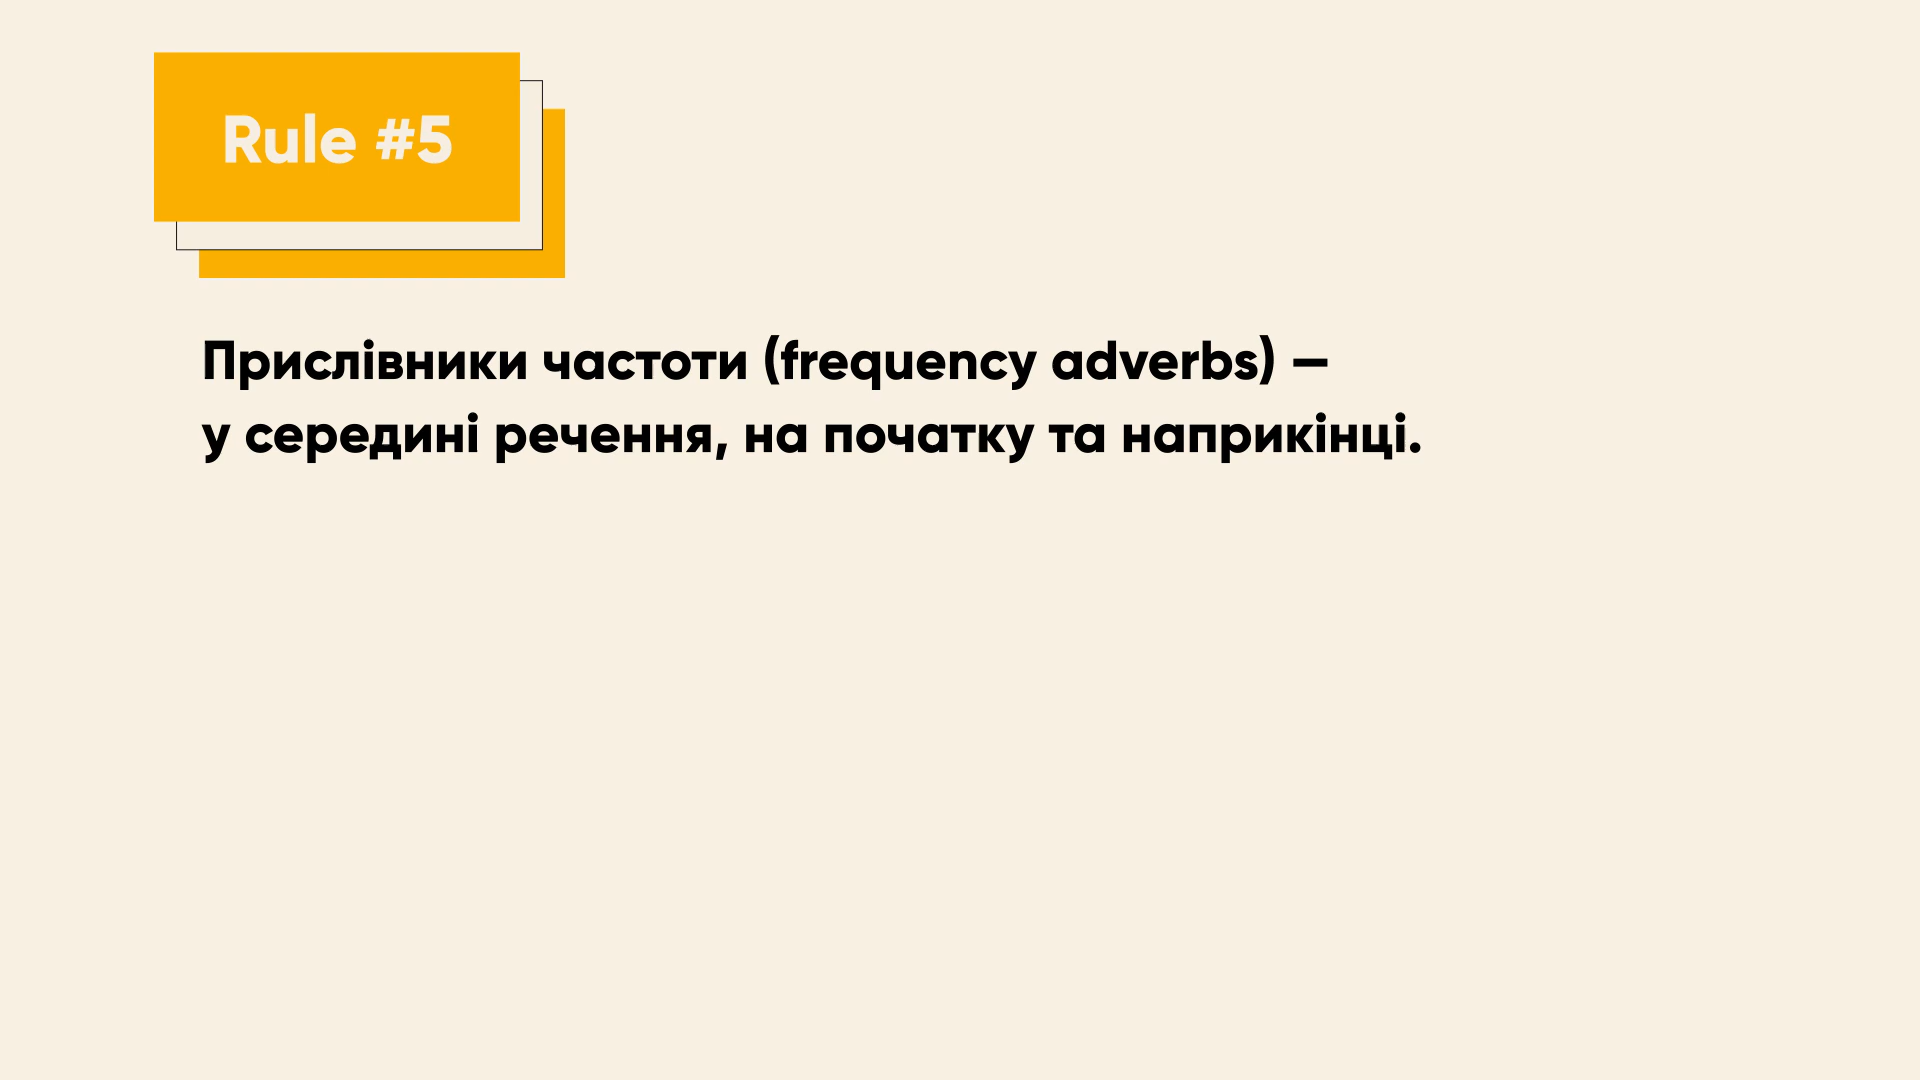 Rule #5
Прислівники частоти (frequency adverbs) —
у середині речення, на початку та наприкінці.